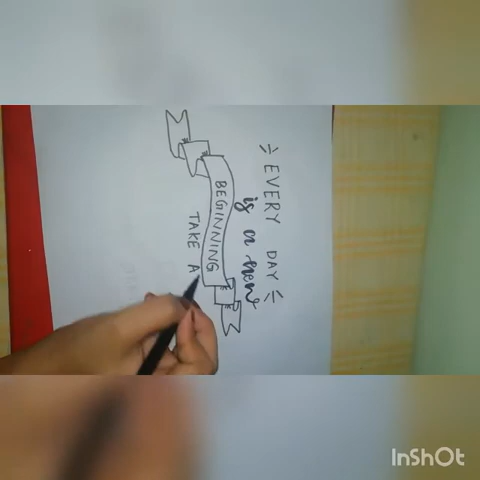 EVERY DAY
is a new
BEGINNING
TAKE A
InShOt